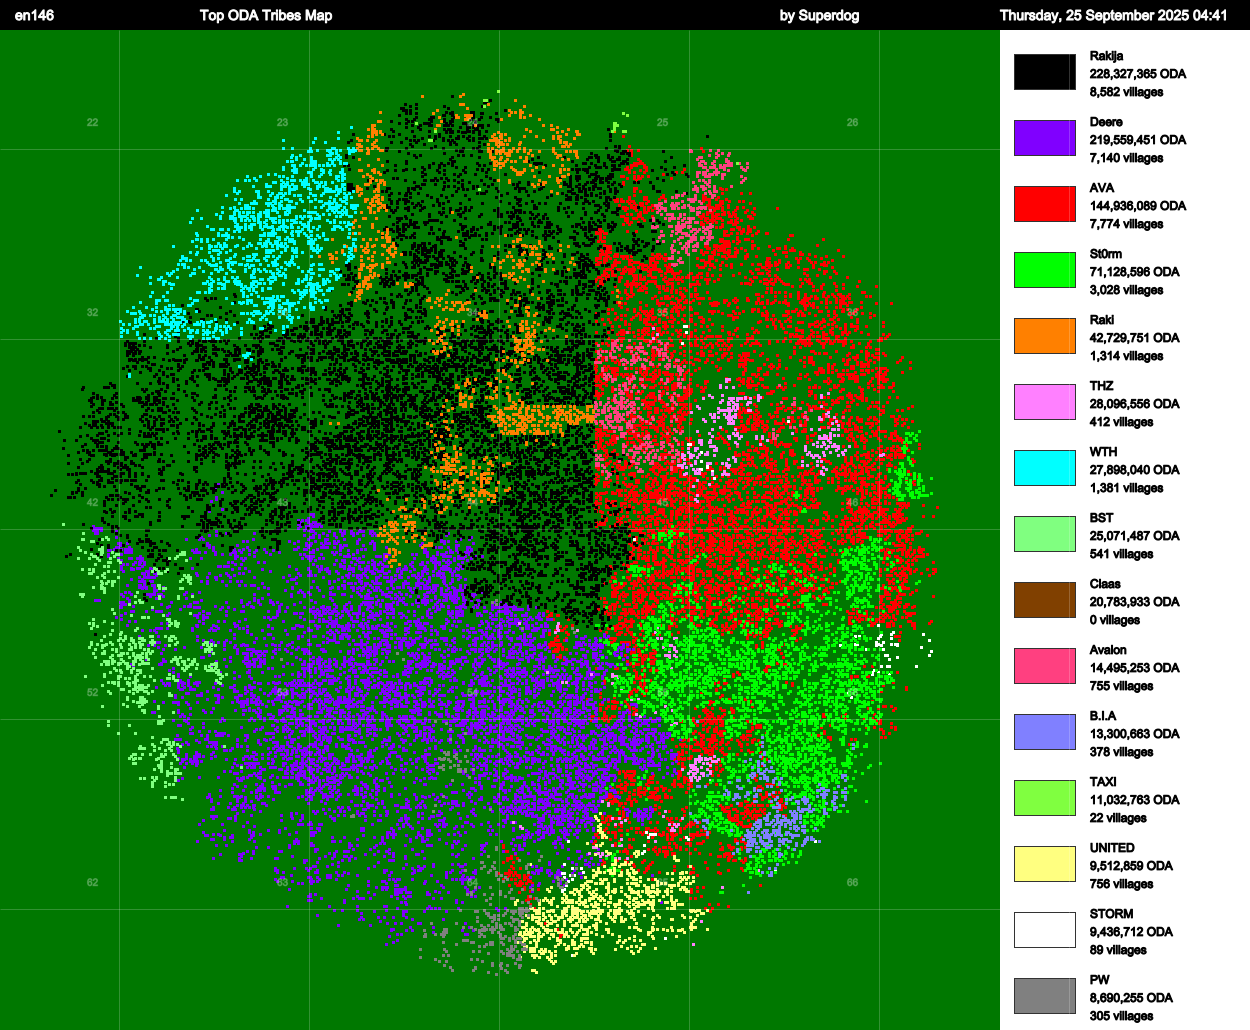 en146 Top ODA Tribes Map by Superdog Thursday, 25 September 2025 04:41
22 23 25 26
32 35 36
42 43 45 46
52 53 54
62 63 64 66
Rakija
228,327,365 ODA
8,582 villages
Deere
219,559,451 ODA
7,140 villages
AVA
144,936,089 ODA
7,774 villages
St0rm
71,128,596 ODA
3,028 villages
Raki
42,729,751 ODA
1,314 villages
THZ
28,096,556 ODA
412 villages
WTH
27,898,040 ODA
1,381 villages
BST
25,071,487 ODA
541 villages
Claas
20,783,933 ODA
0 villages
Avalon
14,495,253 ODA
755 villages
B.I.A
13,300,663 ODA
378 villages
TAXI
11,032,763 ODA
22 villages
UNITED
9,512,859 ODA
756 villages
STORM
9,436,712 ODA
89 villages
PW
8,690,255 ODA
305 villages